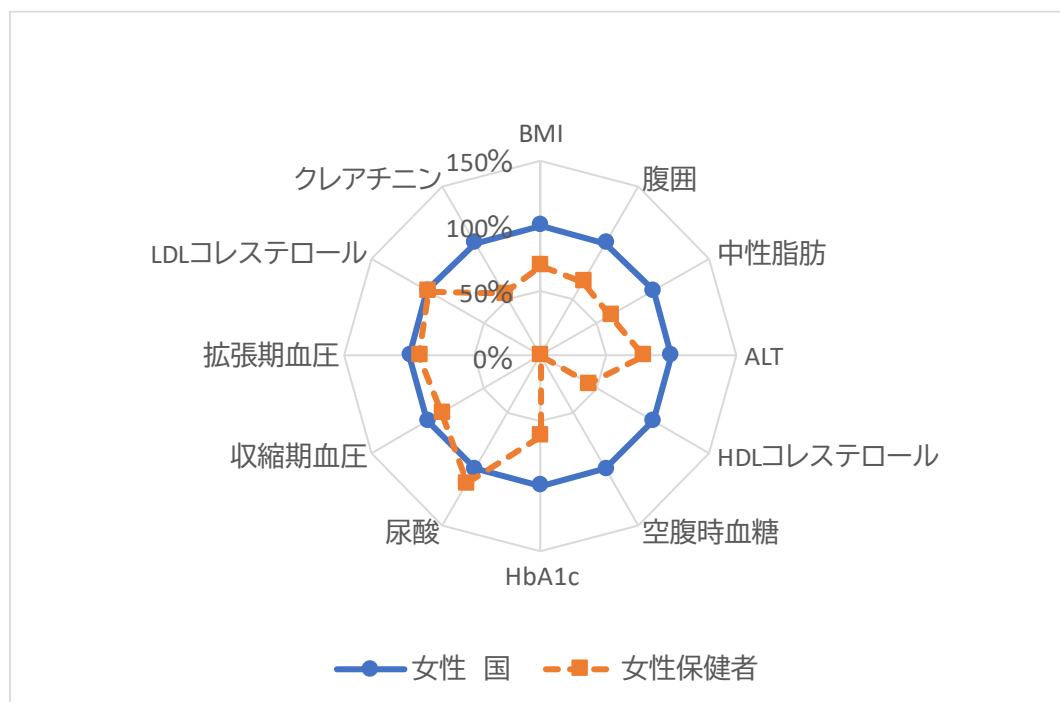 BMI
150%
クレアチニン
腹囲
100%
LDLコレステロール
中性脂肪
50%
拡張期血圧
0%
ALT
収縮期血圧
HDLコレステロール
尿酸
空腹時血糖
HbA1c
女性 国
女性保健者